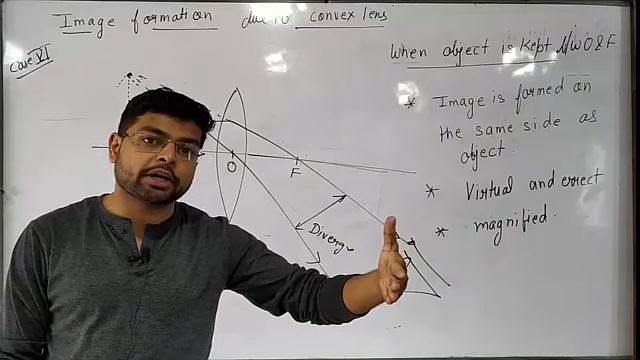 Image formation due to convex lens
Case VI
When object is kept b/w O & F
* Image is formed on
the same side as
object.
* Virtual and erect
* magnified.
O
F
Diverge